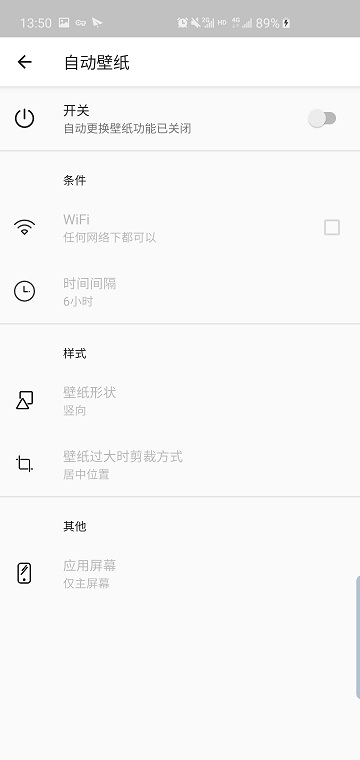 13:50 2G HD 4G 89%
自动壁纸
开关
自动更换壁纸功能已关闭
条件
WiFi
任何网络下都可以
时间间隔
6小时
样式
壁纸形状
竖向
壁纸过大时剪裁方式
居中位置
其他
应用屏幕
仅主屏幕